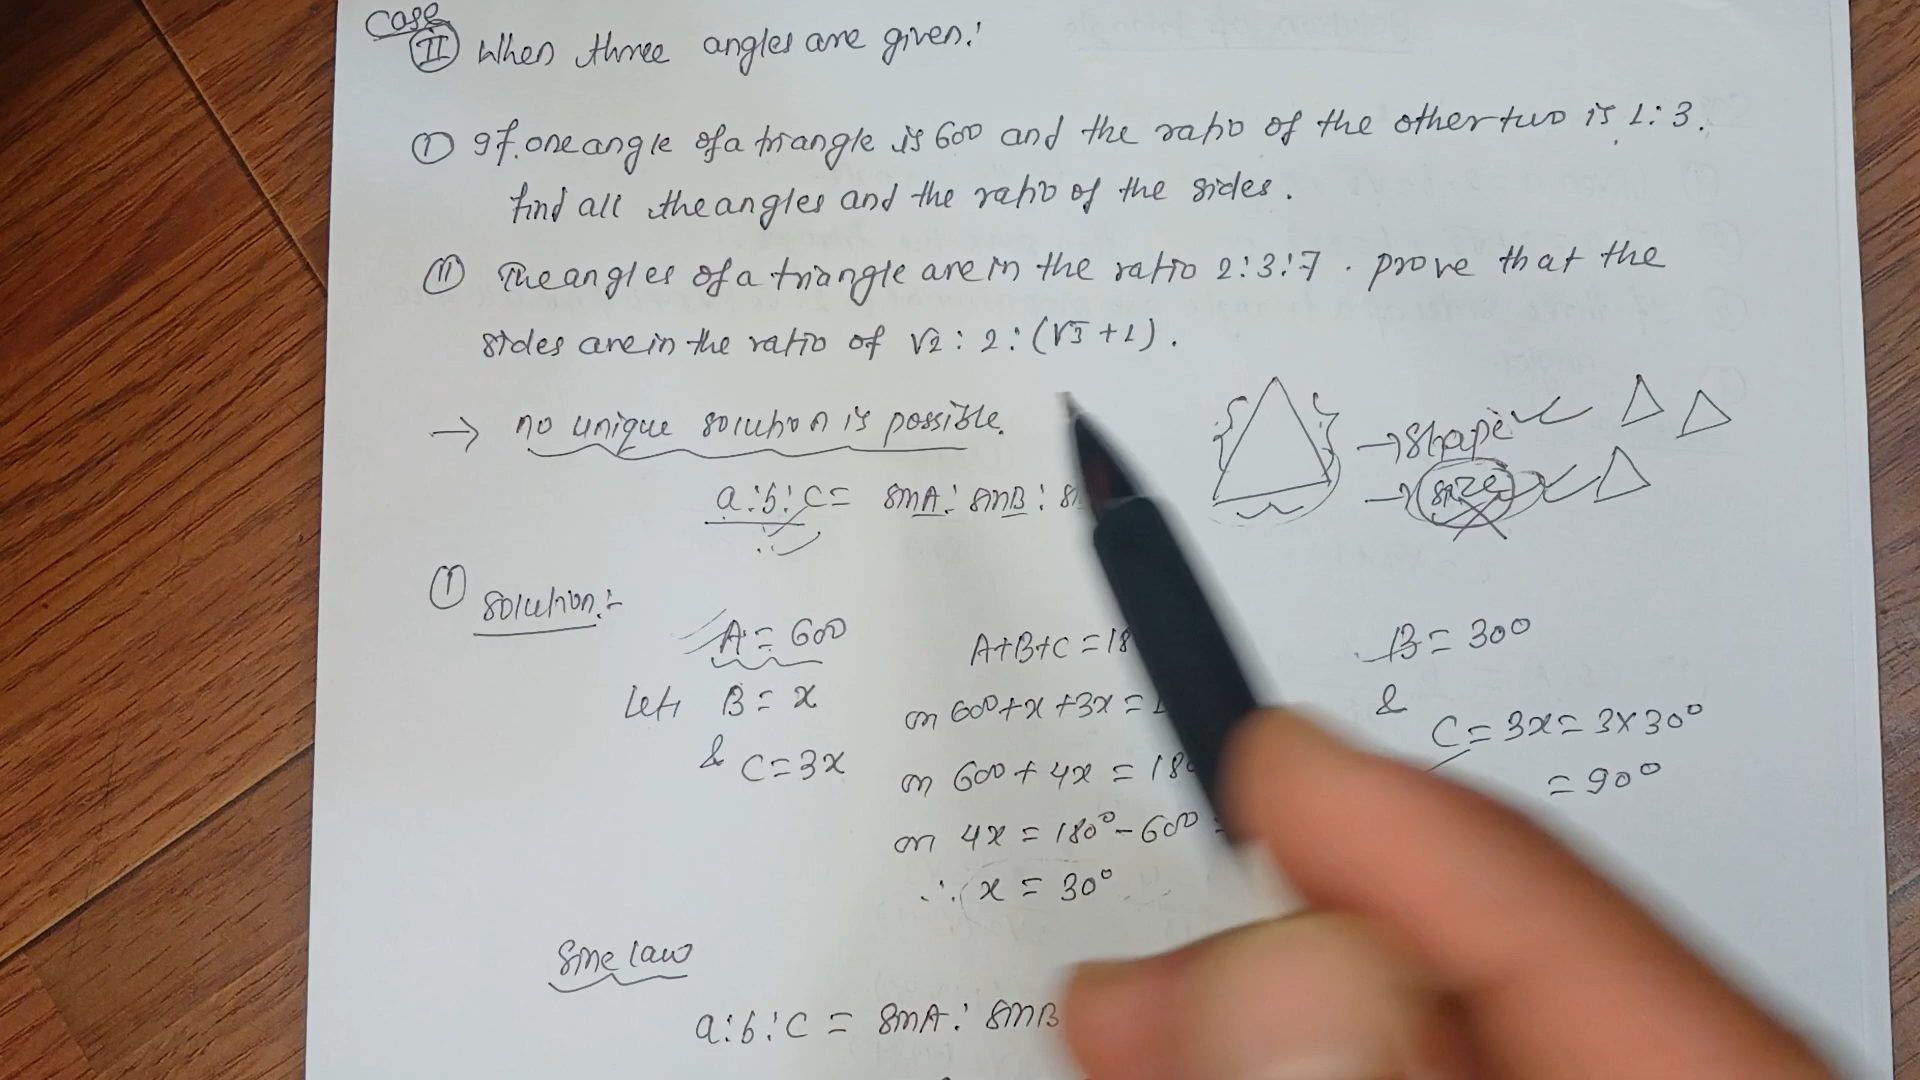 Case
II When three angles are given:
I If one angle of a triangle is 60° and the ratio of the other two is 1:3.
find all the angles and the ratio of the sides.
II The angles of a triangle are in the ratio 2:3:7. prove that the
sides are in the ratio of √2 : 2 : (√3 + 1).
→ no unique solution is possible.
→ shape
→ size
a:b:c = sinA : sinB :
I Solution:-
A = 60°
Let, B = x
& C = 3x
A+B+C = 18
or 60°+x+3x =
or 60°+4x = 18
or 4x = 180°-60°
∴ x = 30°
B = 30°
&
C = 3x = 3×30°
= 90°
Sine law
a:b:c = sinA : sinB